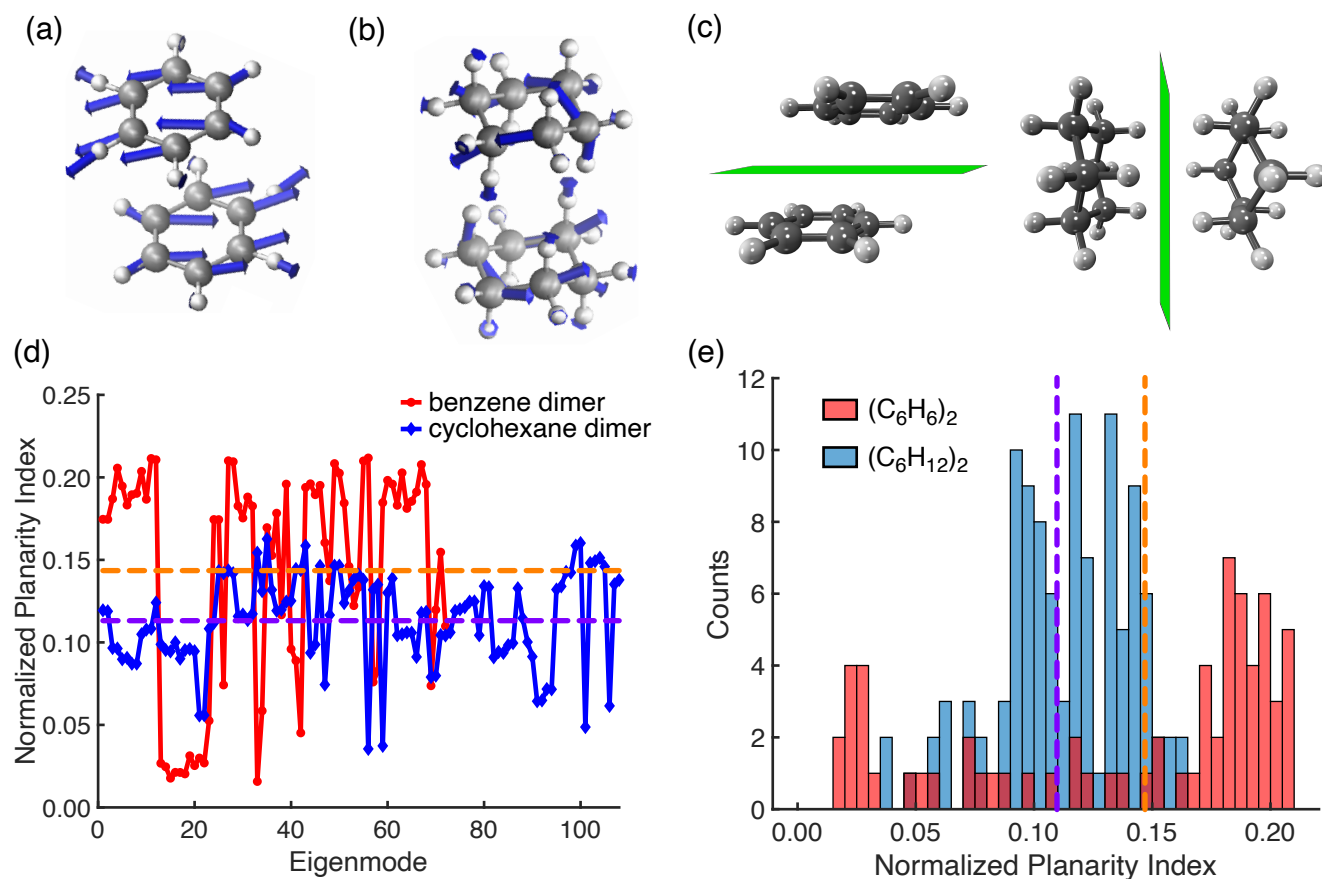 (a)
(b)
(c)
(d)
Normalized Planarity Index
0.25
0.20
0.15
0.10
0.05
0.00
benzene dimer
cyclohexane dimer
0 20 40 60 80 100
Eigenmode
(e)
Counts
12
10
8
6
4
2
0
(C₆H₆)₂
(C₆H₁₂)₂
0.00 0.05 0.10 0.15 0.20
Normalized Planarity Index